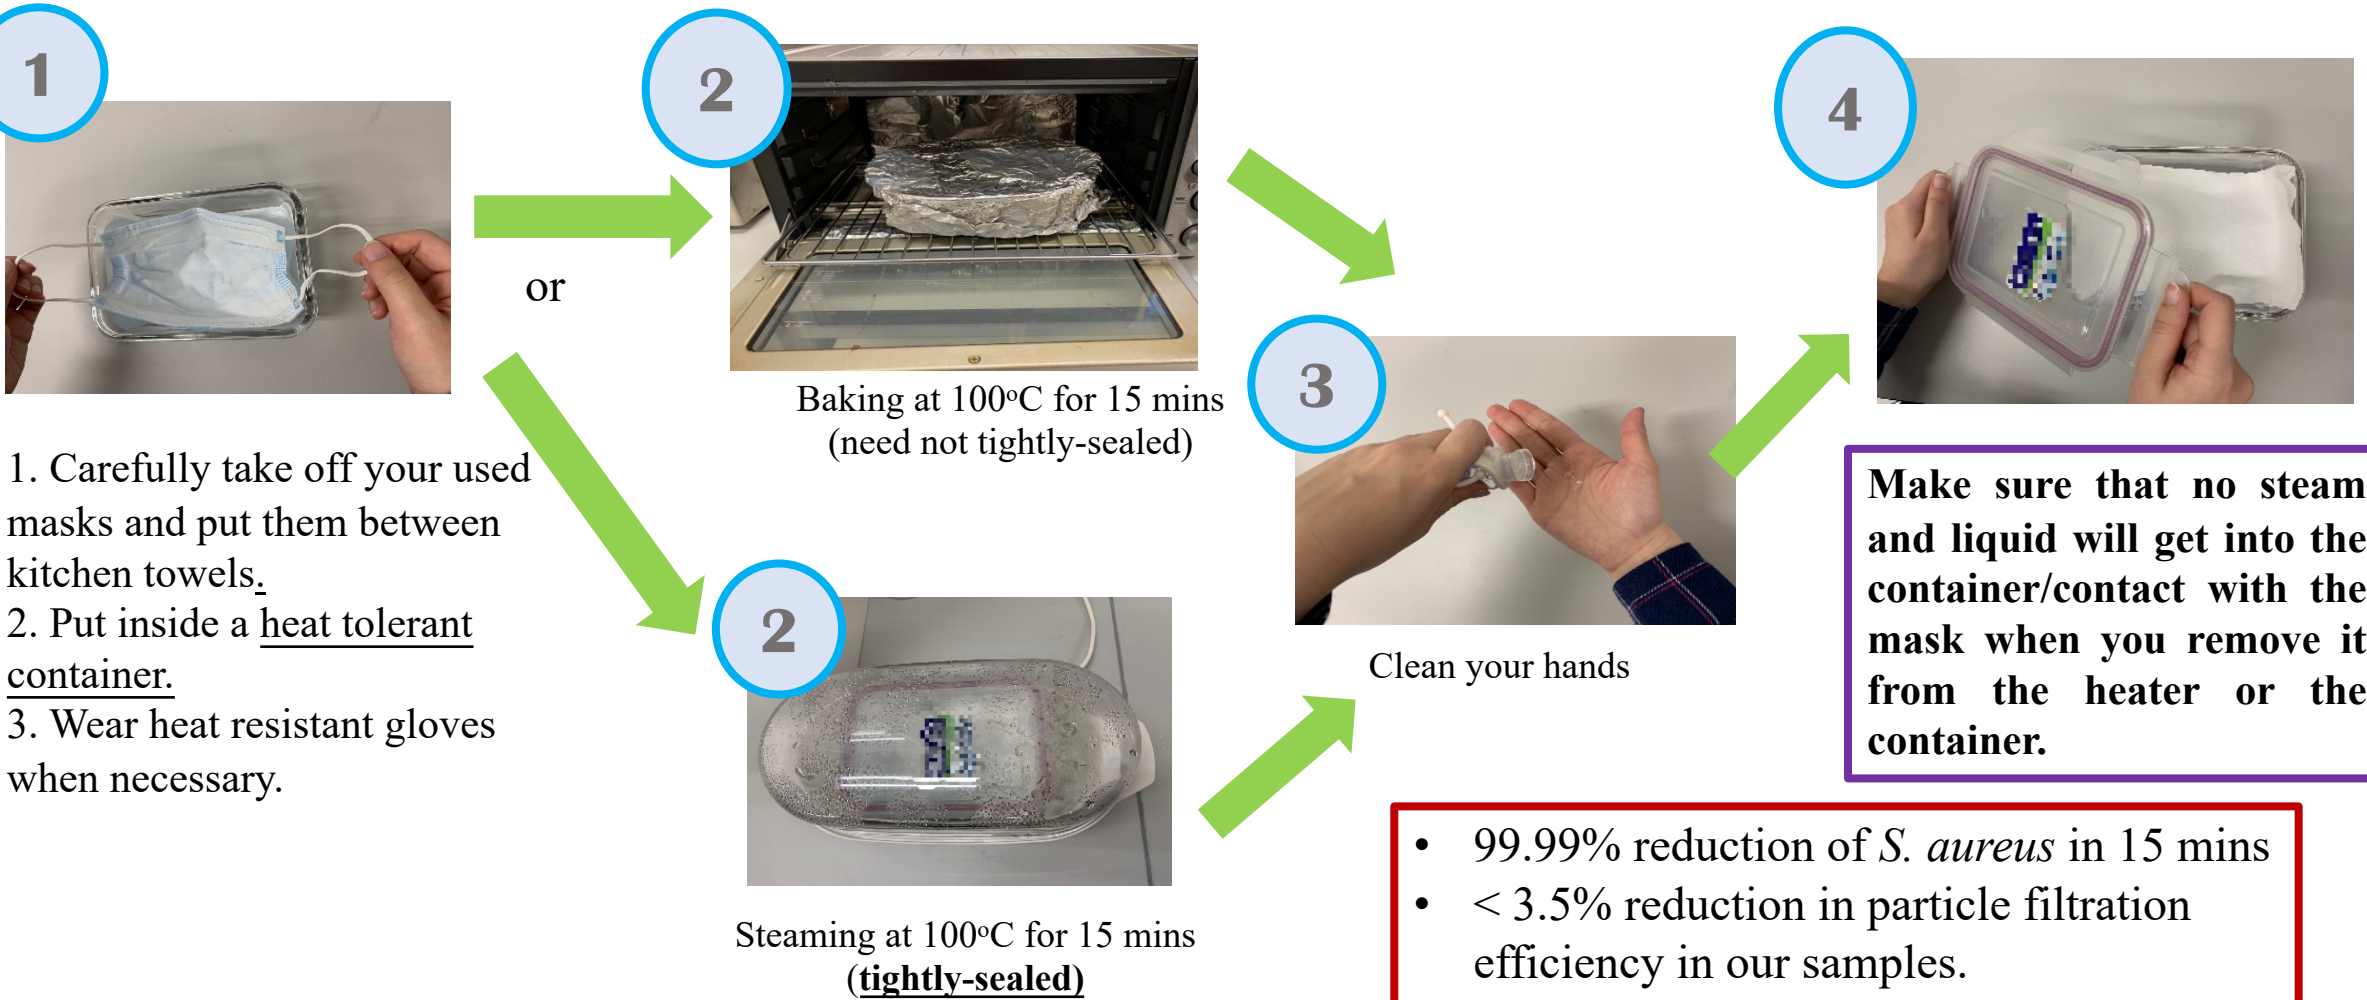 1
1. Carefully take off your used
masks and put them between
kitchen towels.
2. Put inside a heat tolerant
container.
3. Wear heat resistant gloves
when necessary.
or
2
Baking at 100°C for 15 mins
(need not tightly-sealed)
2
Steaming at 100°C for 15 mins
(tightly-sealed)
3
Clean your hands
4
Make sure that no steam
and liquid will get into the
container/contact with the
mask when you remove it
from the heater or the
container.
• 99.99% reduction of S. aureus in 15 mins
• < 3.5% reduction in particle filtration
efficiency in our samples.